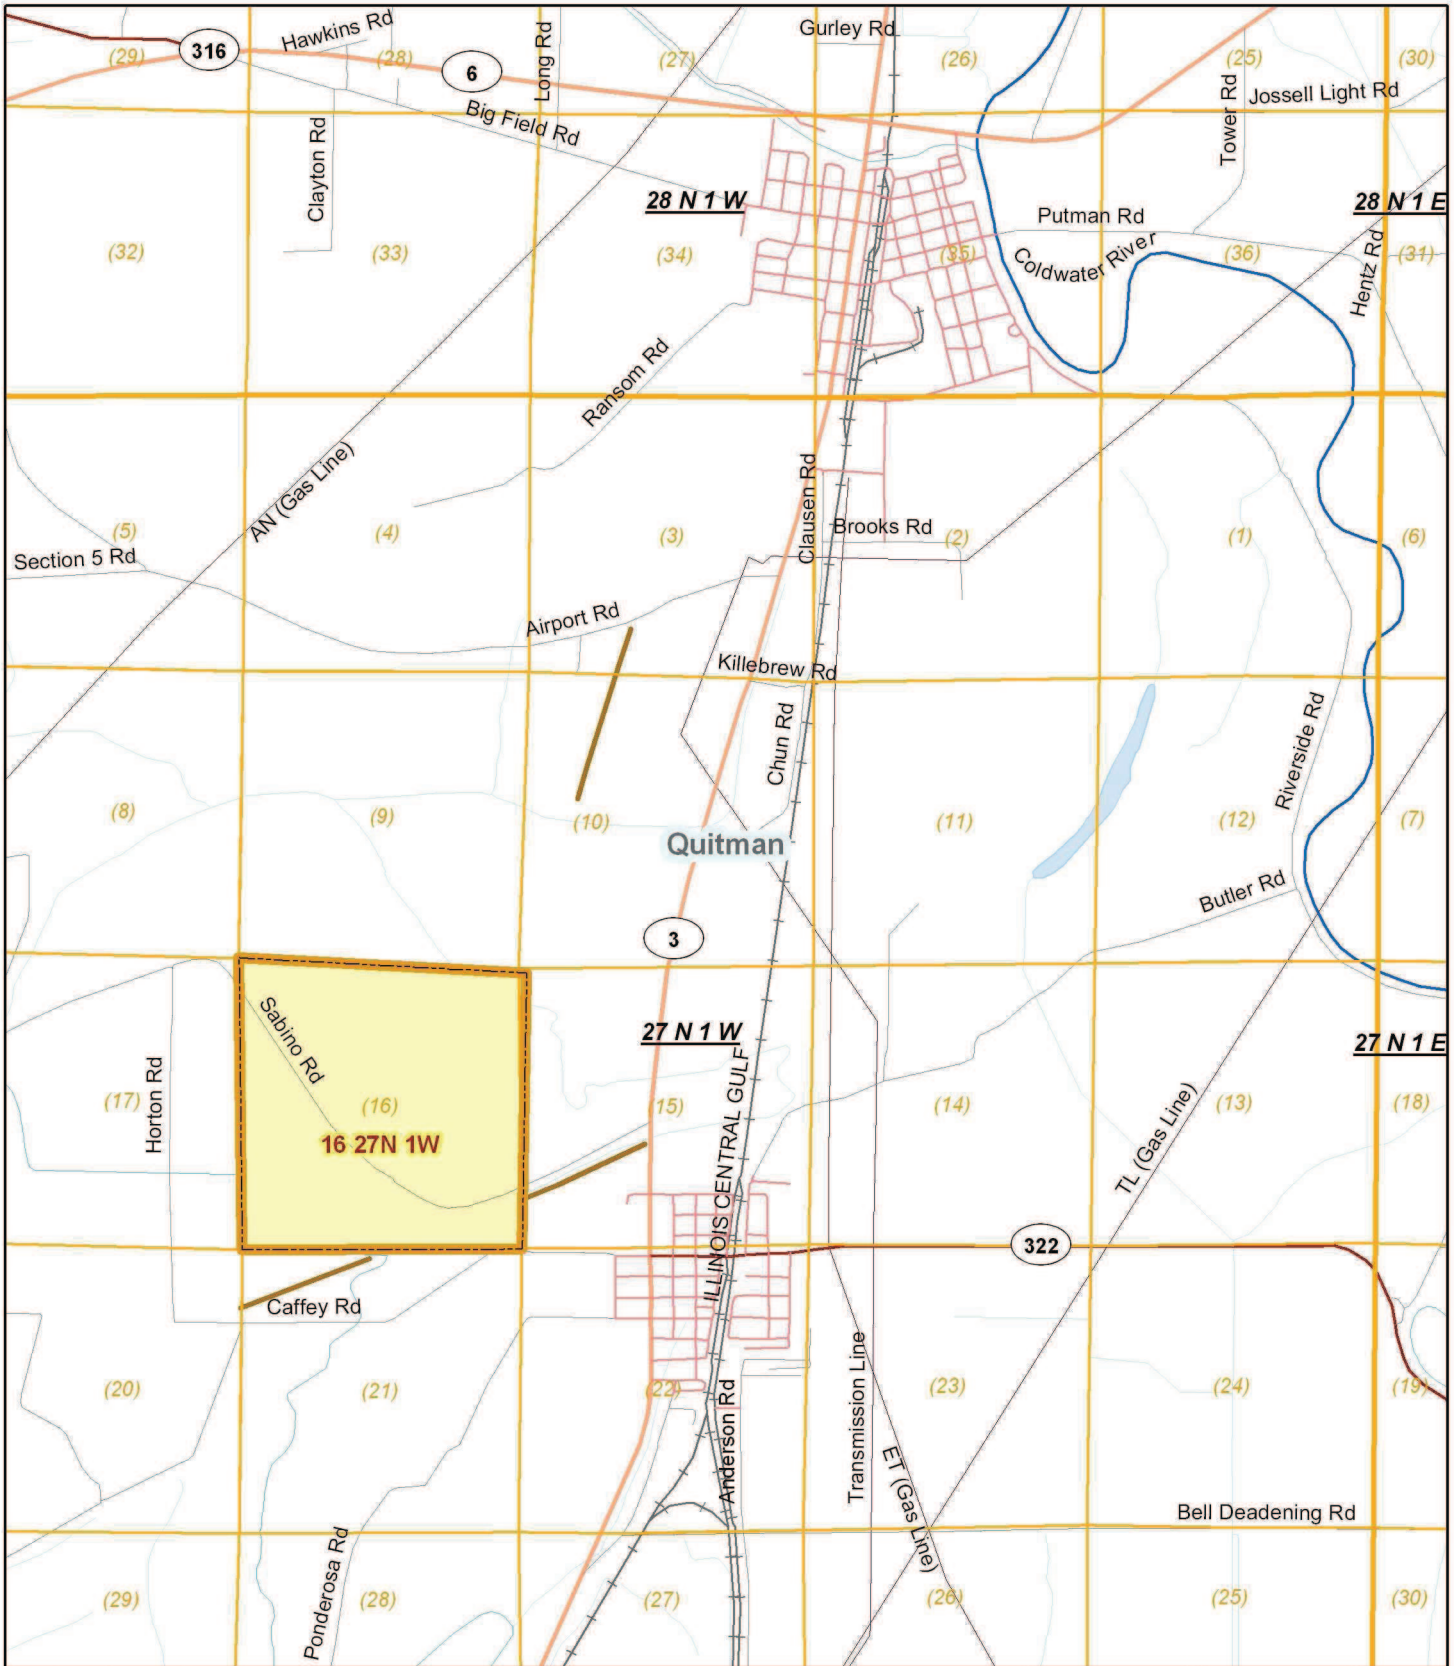 Hawkins Rd
Gurley Rd
316
(29)
(28)
6
Long Rd
(27)
(26)
(25)
(30)
Tower Rd
Jossell Light Rd
Big Field Rd
Clayton Rd
28 N 1 W
28 N 1 E
Putman Rd
Coldwater River
(32)
(33)
(34)
(35)
(36)
(31)
Hentz Rd
Ransom Rd
AN (Gas Line)
Clausen Rd
Brooks Rd
(5)
(4)
(3)
(2)
(1)
(6)
Section 5 Rd
Airport Rd
Killebrew Rd
Chun Rd
Riverside Rd
(8)
(9)
(10)
(11)
(12)
(7)
Quitman
Butler Rd
3
Sabino Rd
27 N 1 W
27 N 1 E
Horton Rd
(17)
(16)
(15)
(14)
(13)
(18)
16 27N 1W
ILLINOIS CENTRAL GULF
TL (Gas Line)
322
Caffey Rd
(20)
(21)
(22)
(23)
(24)
(19)
Transmission Line
Anderson Rd
ET (Gas Line)
Bell Deadening Rd
Ponderosa Rd
(29)
(28)
(27)
(26)
(25)
(30)